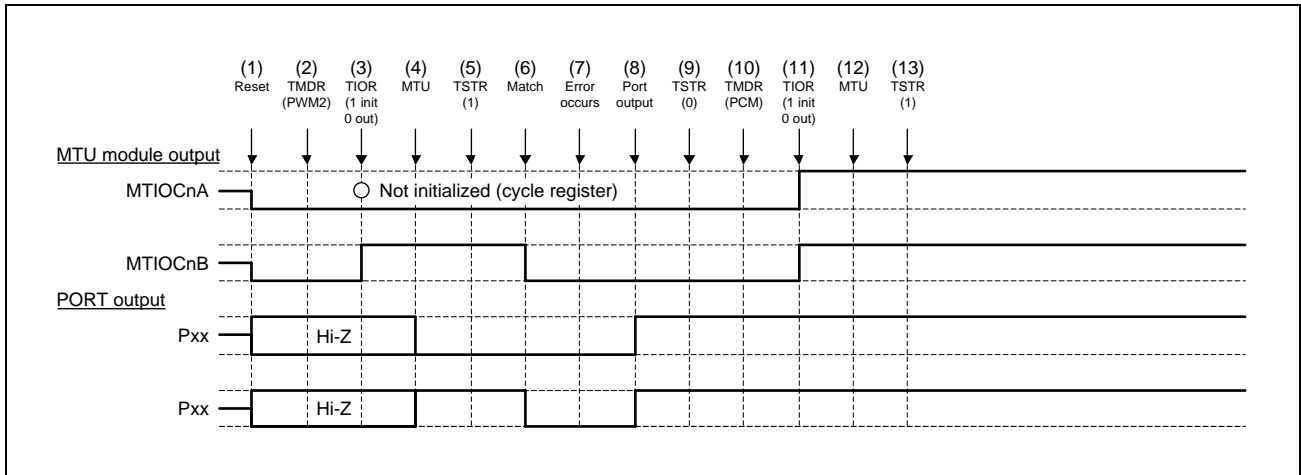 (1) (2) (3) (4) (5) (6) (7) (8) (9) (10) (11) (12) (13)
Reset TMDR TIOR MTU TSTR Match Error Port TSTR TMDR TIOR MTU TSTR
(PWM2) (1 init (1) occurs output (0) (PCM) (1 init (1)
0 out) 0 out)
MTU module output
MTIOCnA Not initialized (cycle register)
MTIOCnB
PORT output
Pxx Hi-Z
Pxx Hi-Z